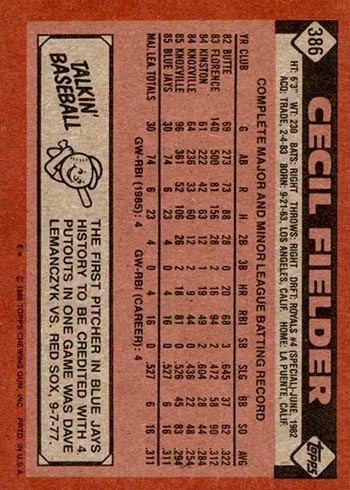 386
CECIL FIELDER
Topps
HT: 6'3" WT: 230 BATS: RIGHT THROWS: RIGHT DRFT: ROYALS #4 (SPECIAL)-JUNE, 1982
ACQ: TRADE, 2-4-83 BORN: 9-21-63, LOS ANGELES, CALIF. HOME: LA PUENTE, CALIF.
COMPLETE MAJOR AND MINOR LEAGUE BATTING RECORD
YR CLUB G AB R H 2B 3B HR RBI SB SLG BB SO AVG
82 BUTTE 69 273 73 88 28 0 20 68 3 .645 37 62 .322
83 FLORENCE 140 500 81 156 28 2 16 94 2 .472 58 90 .312
84 KINSTON 61 222 42 63 12 1 19 49 2 .604 28 44 .284
84 KNOXVILLE 64 236 33 60 12 2 9 44 0 .436 22 48 .254
85 KNOXVILLE 96 361 52 106 26 2 18 81 0 .526 45 83 .294
85 BLUE JAYS 30 74 6 23 4 0 4 16 0 .527 6 16 .311
MAJ. LEA. TOTALS 30 74 6 23 4 0 4 16 0 .527 6 16 .311
GW-RBI (1985): 4 GW-RBI (CAREER): 4
TALKIN' BASEBALL
THE FIRST PITCHER IN BLUE JAYS
HISTORY TO BE CREDITED WITH 4
PUTOUTS IN ONE GAME WAS DAVE
LEMANCZYK VS. RED SOX, 9-7-77.
E* © 1986 TOPPS CHEWING GUM, INC. PRTD. IN U.S.A.